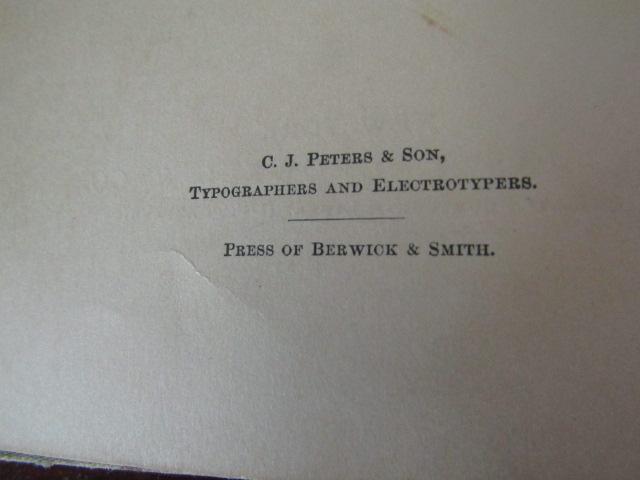 C. J. PETERS & SON,
TYPOGRAPHERS AND ELECTROTYPERS.
PRESS OF BERWICK & SMITH.